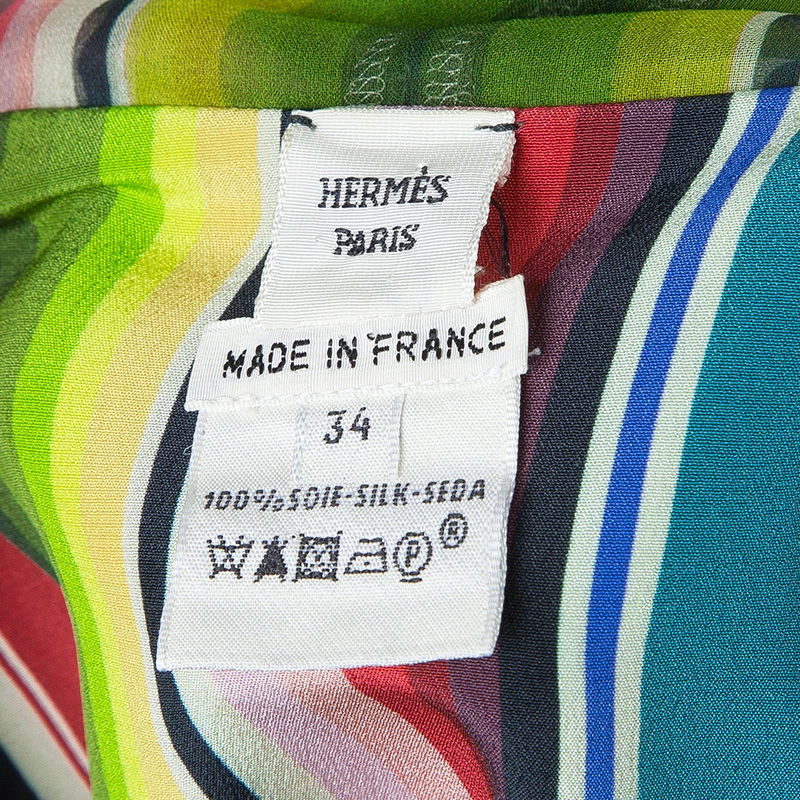 HERMÈS
PARIS
MADE IN FRANCE
34
100% SOIE-SILK-SEDA
P ®